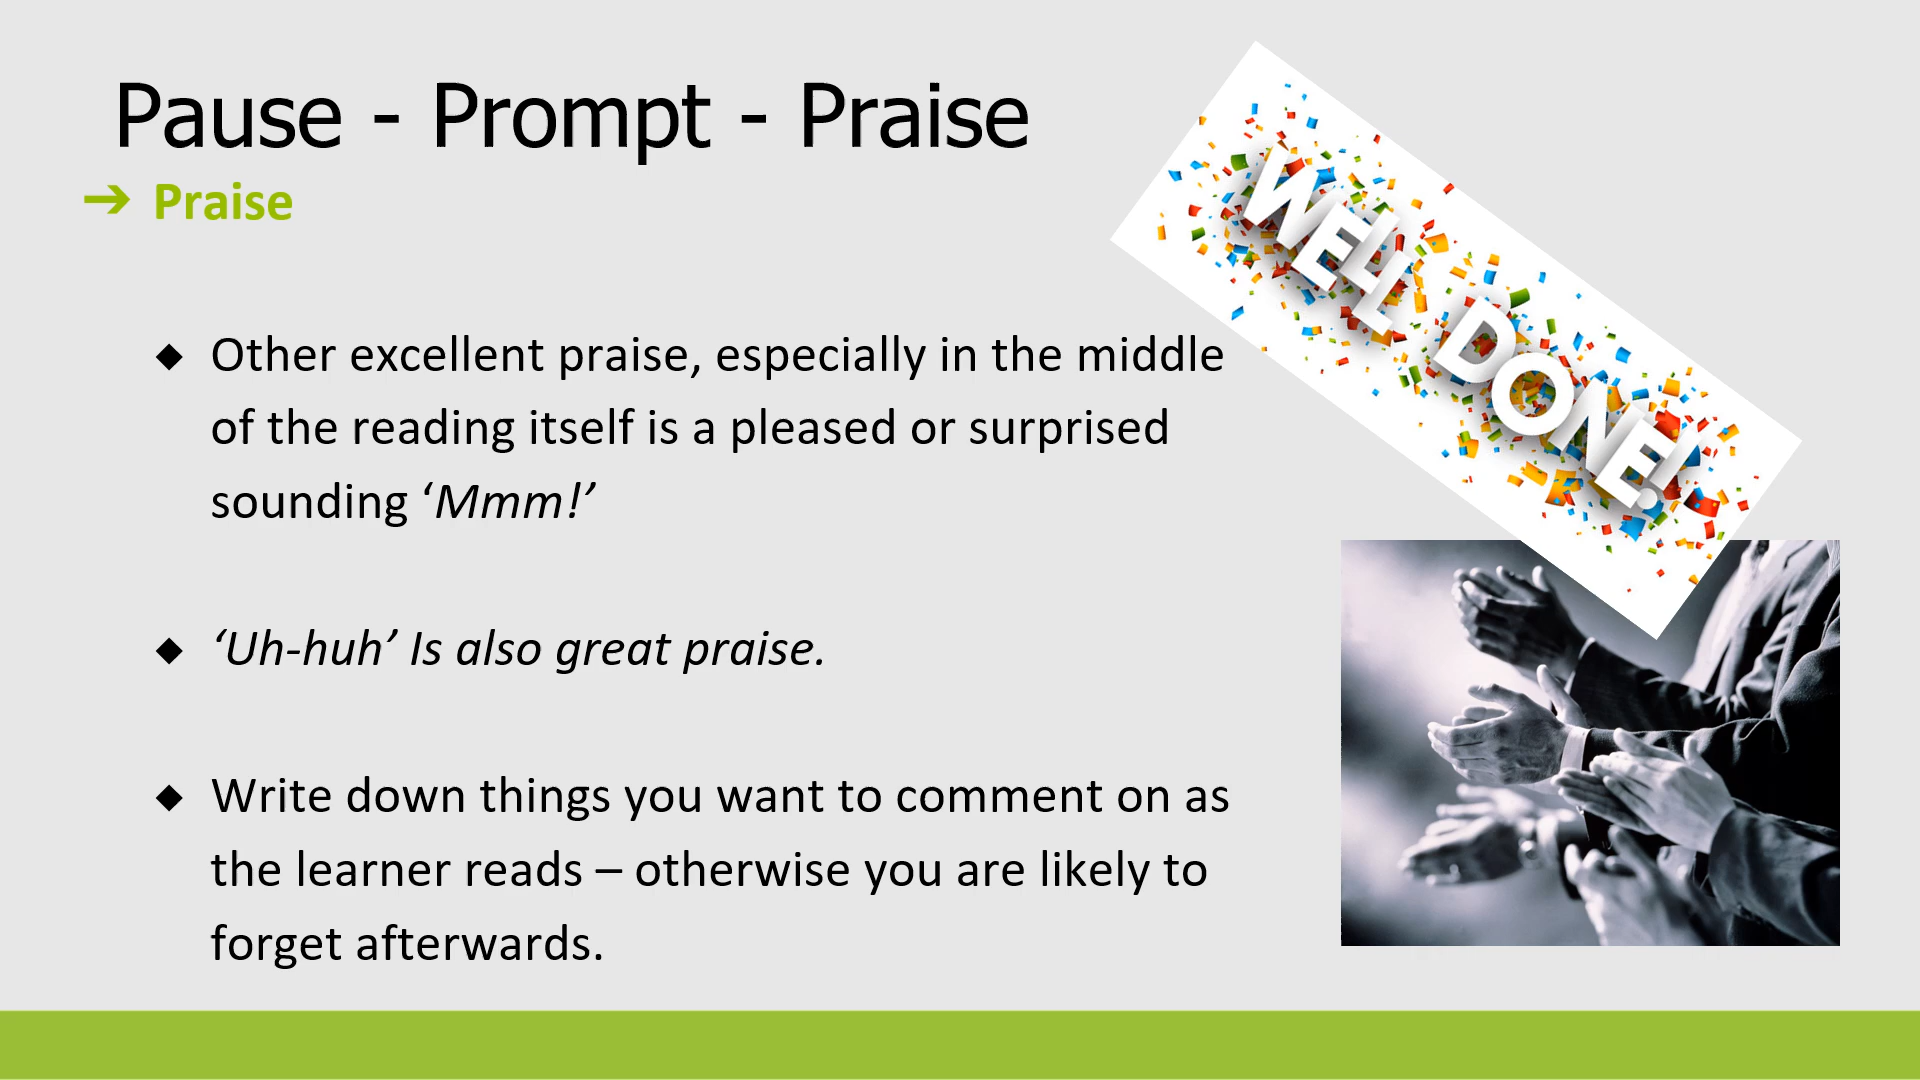 Pause - Prompt - Praise
➔ Praise
◆ Other excellent praise, especially in the middle
of the reading itself is a pleased or surprised
sounding ‘Mmm!’
◆ ‘Uh-huh’ Is also great praise.
◆ Write down things you want to comment on as
the learner reads – otherwise you are likely to
forget afterwards.
WELL DONE!